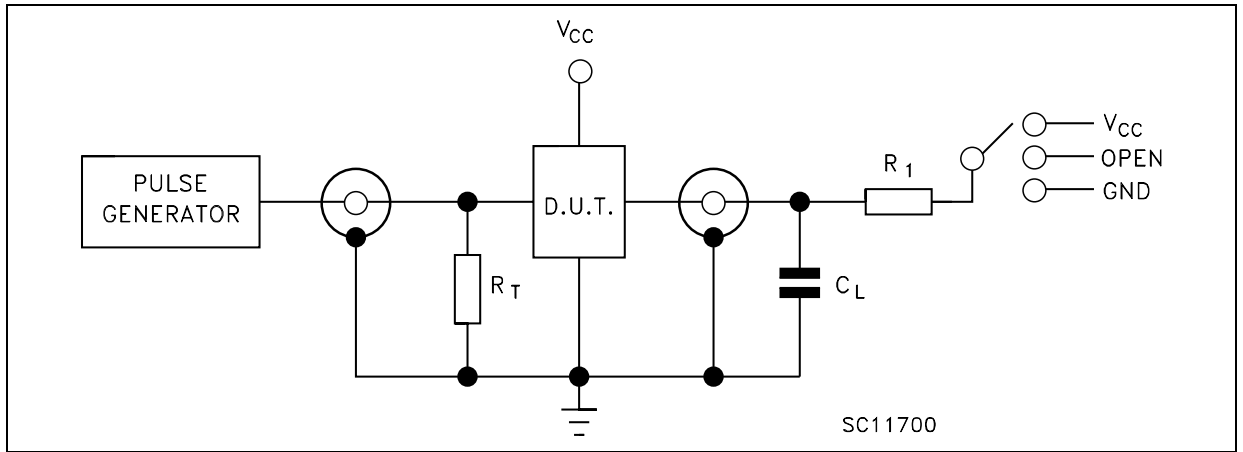 VCC
PULSE
GENERATOR
D.U.T.
RT
CL
R1
VCC
OPEN
GND
SC11700